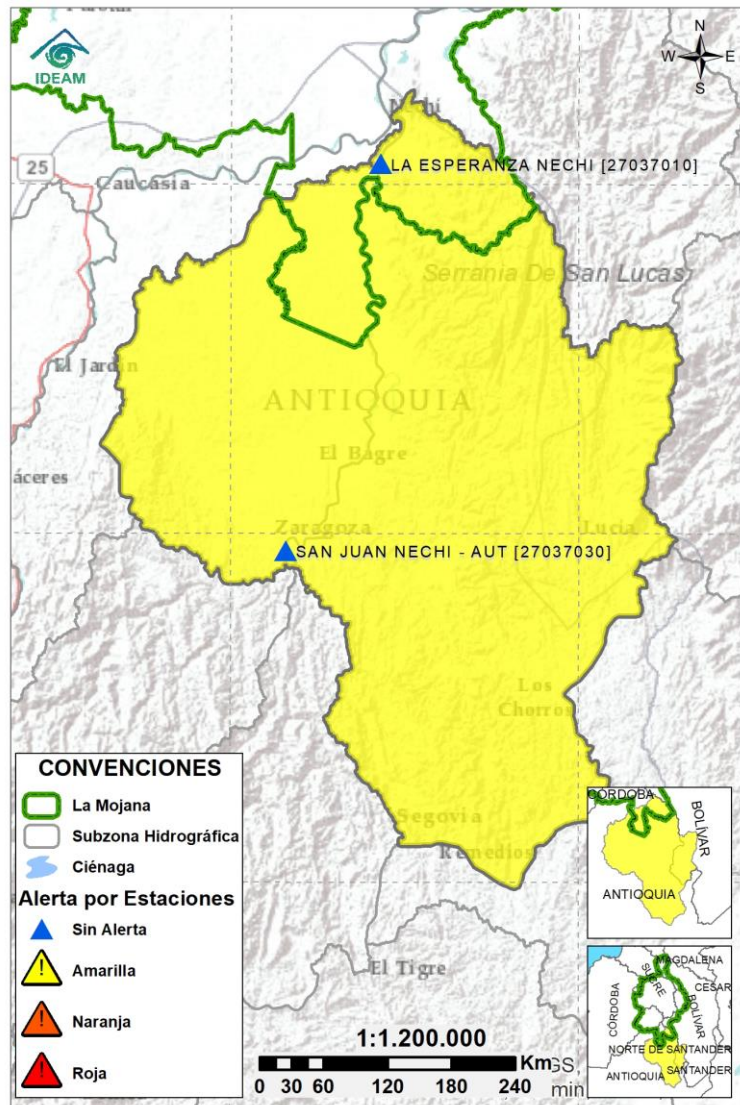 IDEAM
N
W E
S
Nechí
25
Caucasia
LA ESPERANZA NECHI [27037010]
Serranía De San Lucas
El Jardín
ANTIOQUIA
El Bagre
áceres
Zaragoza
Lucía
SAN JUAN NECHI - AUT [27037030]
Los
Chorros
Segovia
Remedios
El Tigre
CONVENCIONES
La Mojana
Subzona Hidrográfica
Ciénaga
Alerta por Estaciones
Sin Alerta
Amarilla
Naranja
Roja
1:1.200.000
Km
0 30 60 120 180 240
GS,
min
CÓRDOBA
BOLÍVAR
ANTIOQUIA
MAGDALENA
SUCRE
CESAR
CÓRDOBA
BOLÍVAR
NORTE DE SANTANDER
ANTIOQUIA
SANTANDER